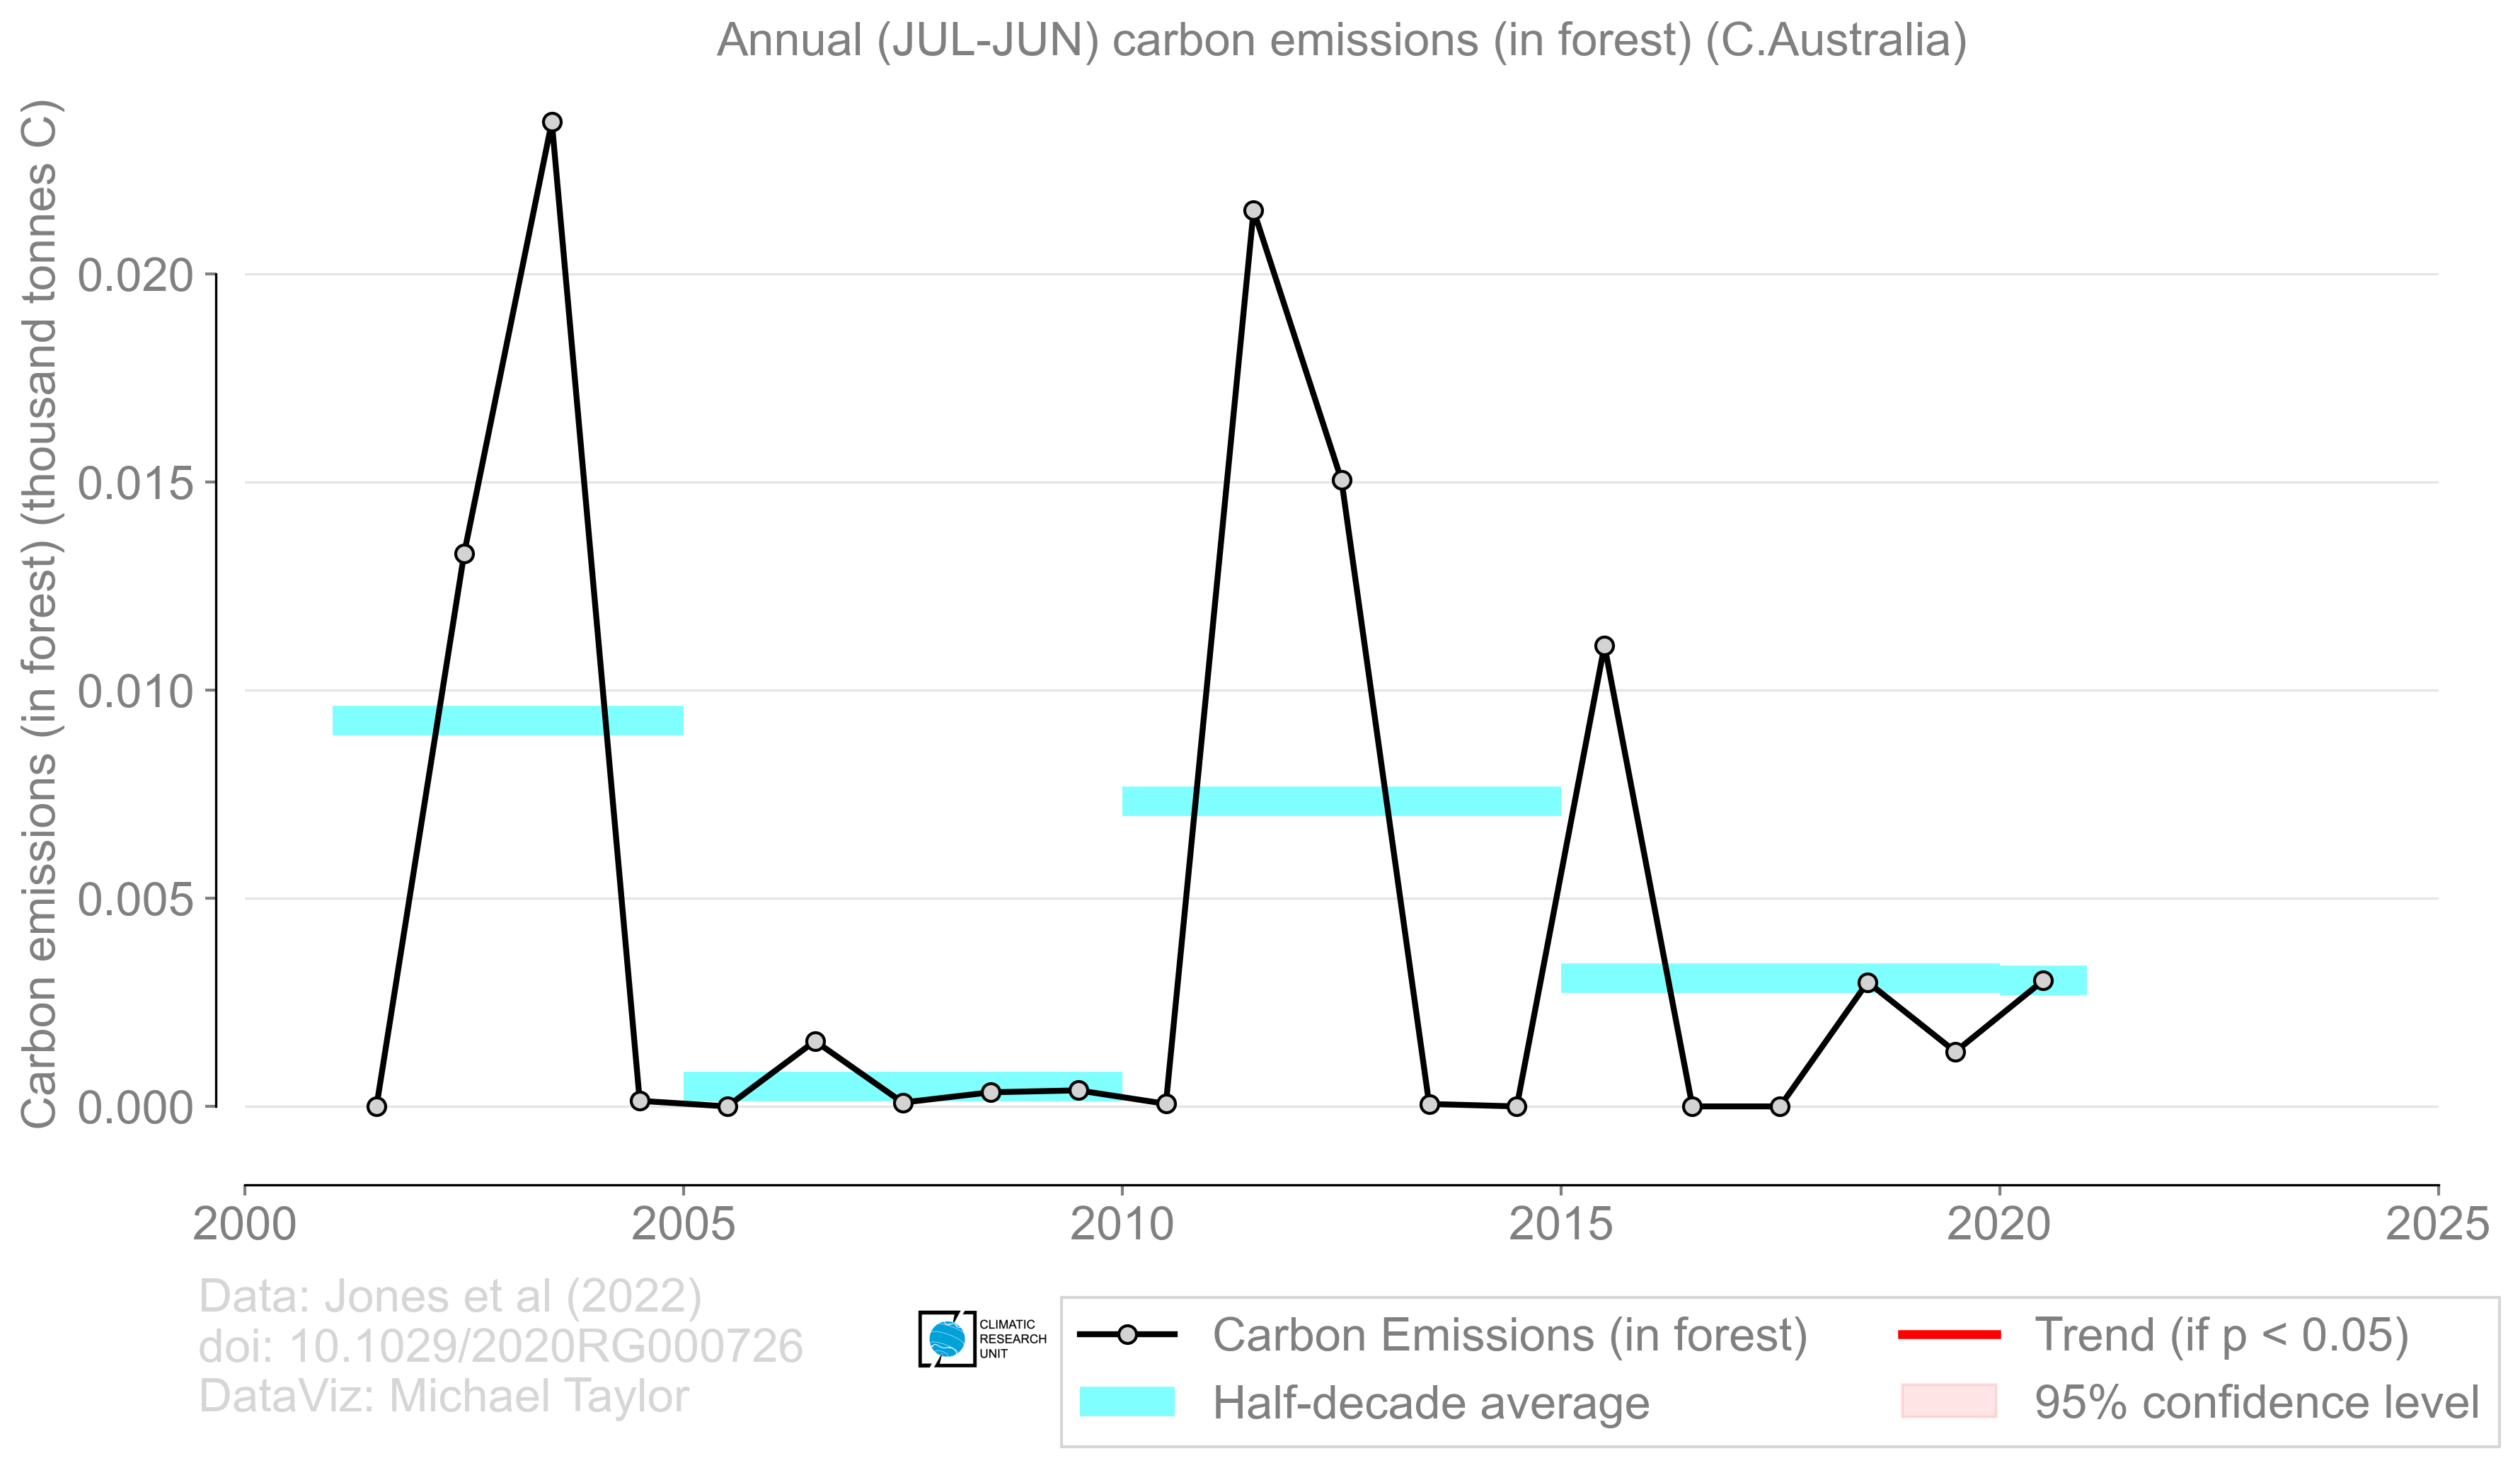 Annual (JUL-JUN) carbon emissions (in forest) (C.Australia)
Carbon emissions (in forest) (thousand tonnes C)
0.020
0.015
0.010
0.005
0.000
2000
2005
2010
2015
2020
2025
Data: Jones et al (2022)
doi: 10.1029/2020RG000726
DataViz: Michael Taylor
CLIMATIC
RESEARCH
UNIT
Carbon Emissions (in forest)
Half-decade average
Trend (if p < 0.05)
95% confidence level